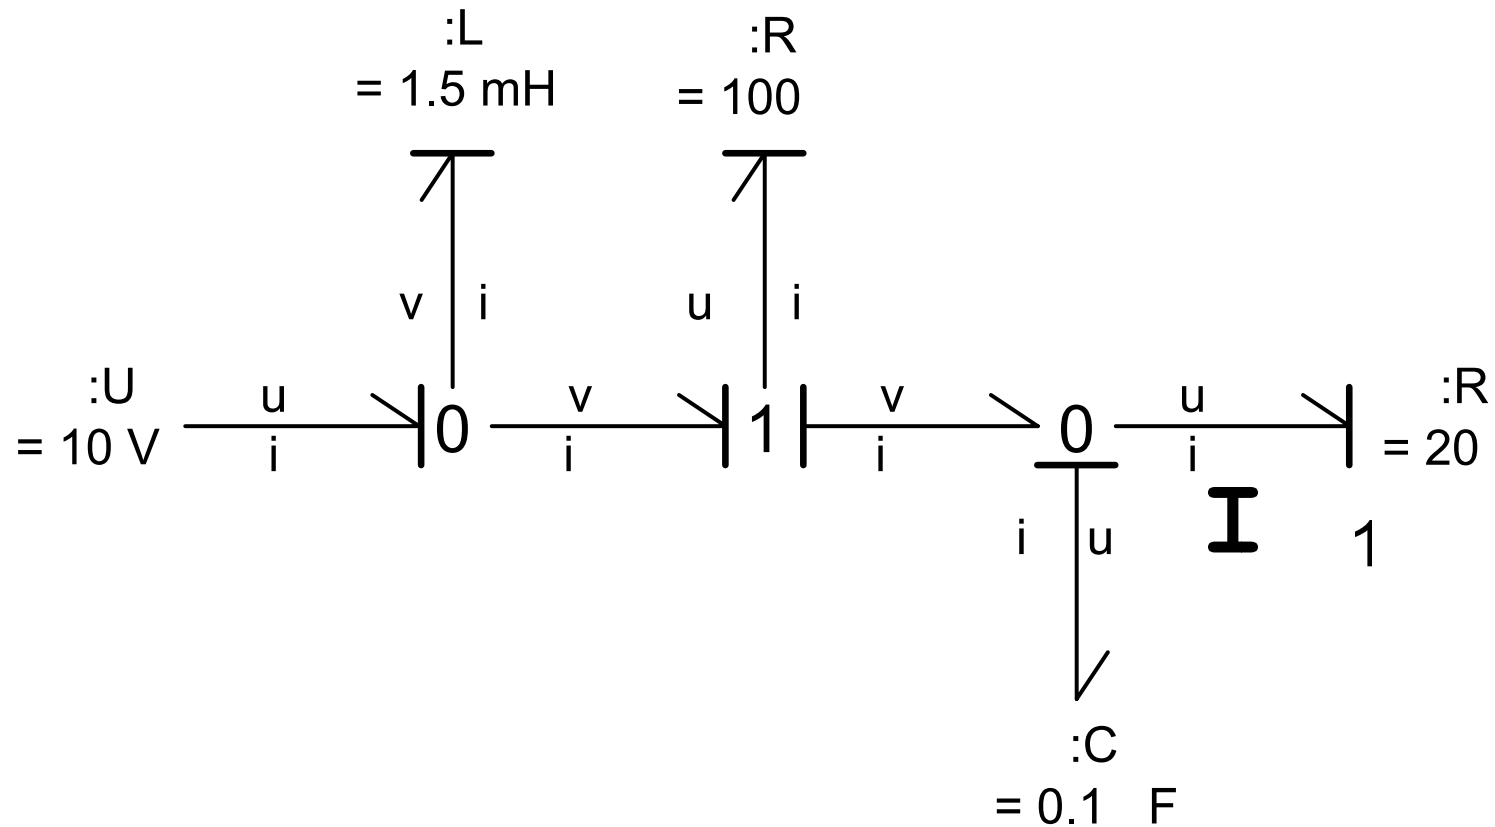 :L
= 1.5 mH
:R
= 100
v i
u i
:U
= 10 V
u
i
0
v
i
1
v
i
0
u
i
:R
= 20
i u
I
1
:C
= 0.1 F